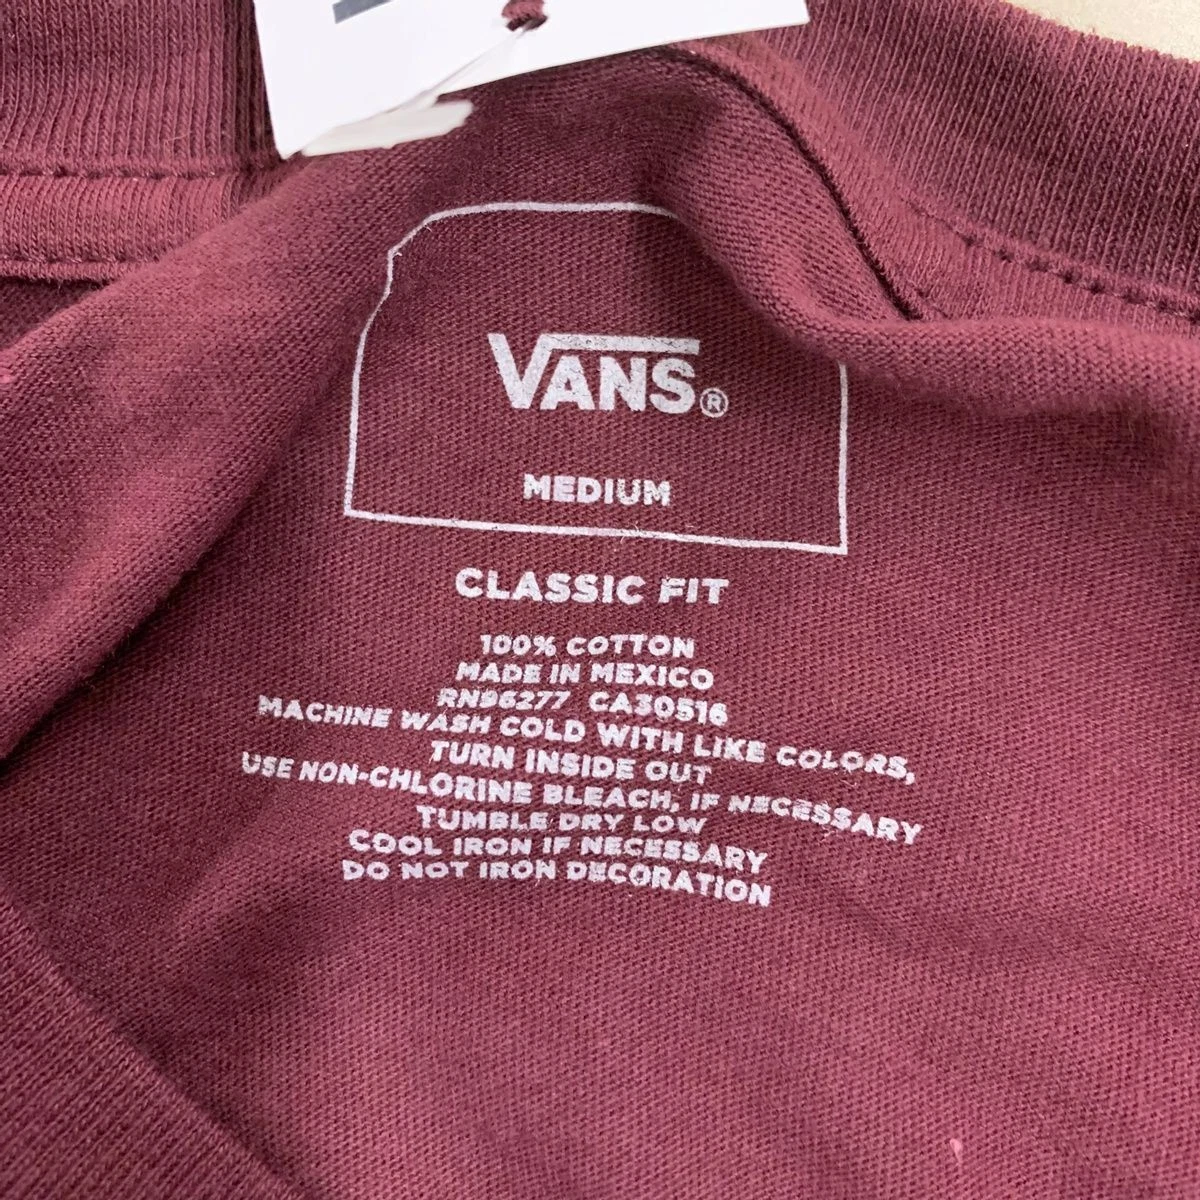 VANS®
MEDIUM
CLASSIC FIT
100% COTTON
MADE IN MEXICO
RN96277 CA30516
MACHINE WASH COLD WITH LIKE COLORS,
TURN INSIDE OUT
USE NON-CHLORINE BLEACH, IF NECESSARY
TUMBLE DRY LOW
COOL IRON IF NECESSARY
DO NOT IRON DECORATION